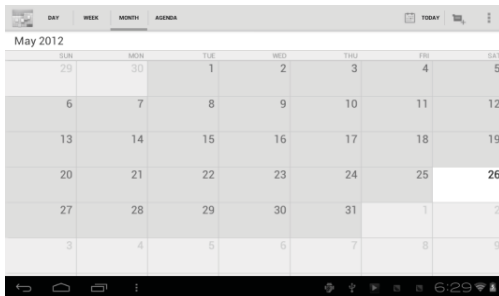 DAY WEEK MONTH AGENDA TODAY
May 2012
SUN MON TUE WED THU FRI SAT
29 30 1 2 3 4 5
6 7 8 9 10 11 12
13 14 15 16 17 18 19
20 21 22 23 24 25 26
27 28 29 30 31 1 2
3 4 5 6 7 8 9
6:29